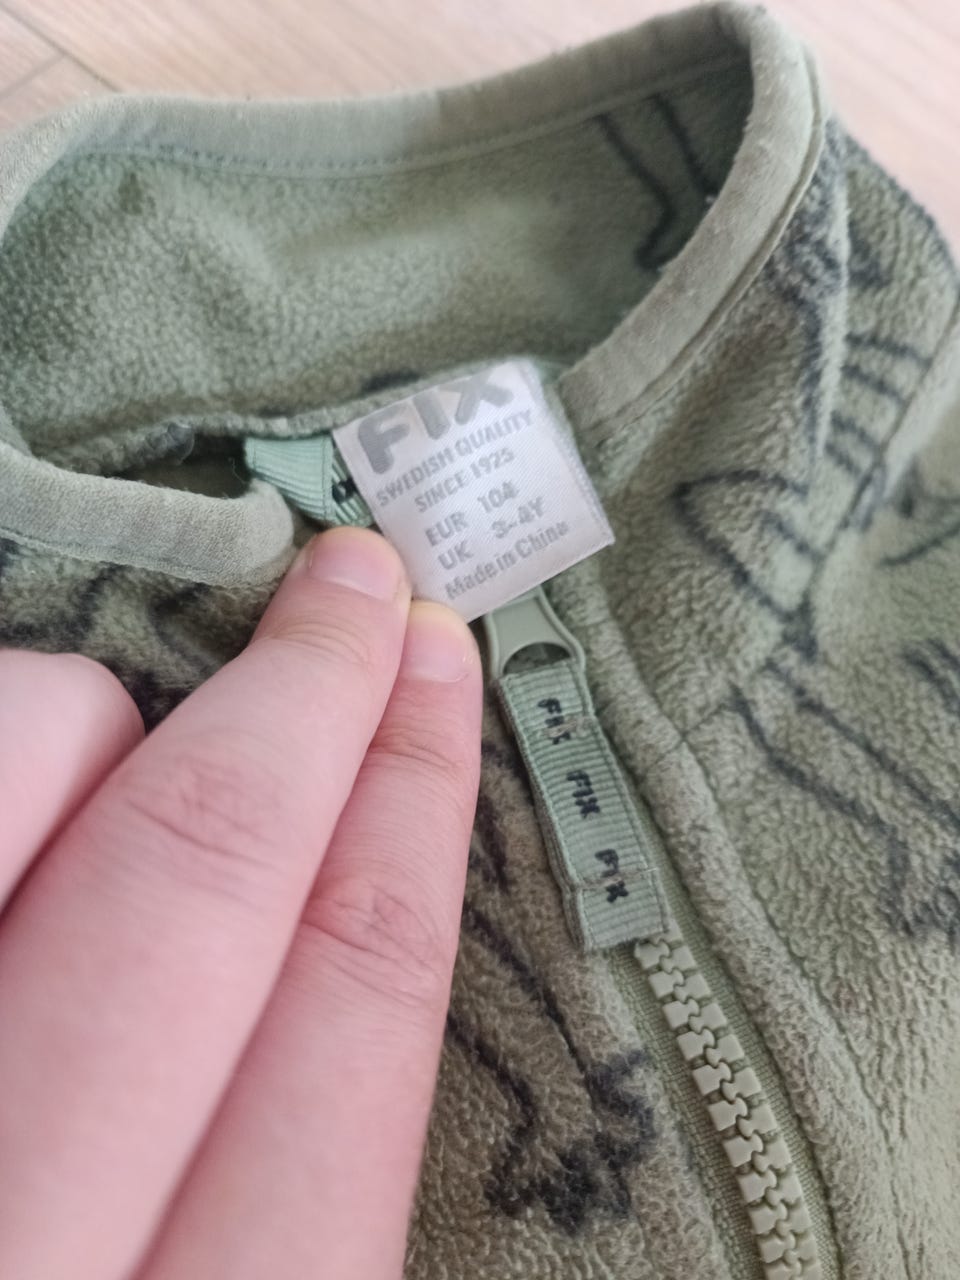 FIX
SWEDISH QUALITY
SINCE 1925
EUR 104
UK 3-4Y
Made in China
FIX
FIX
FIX